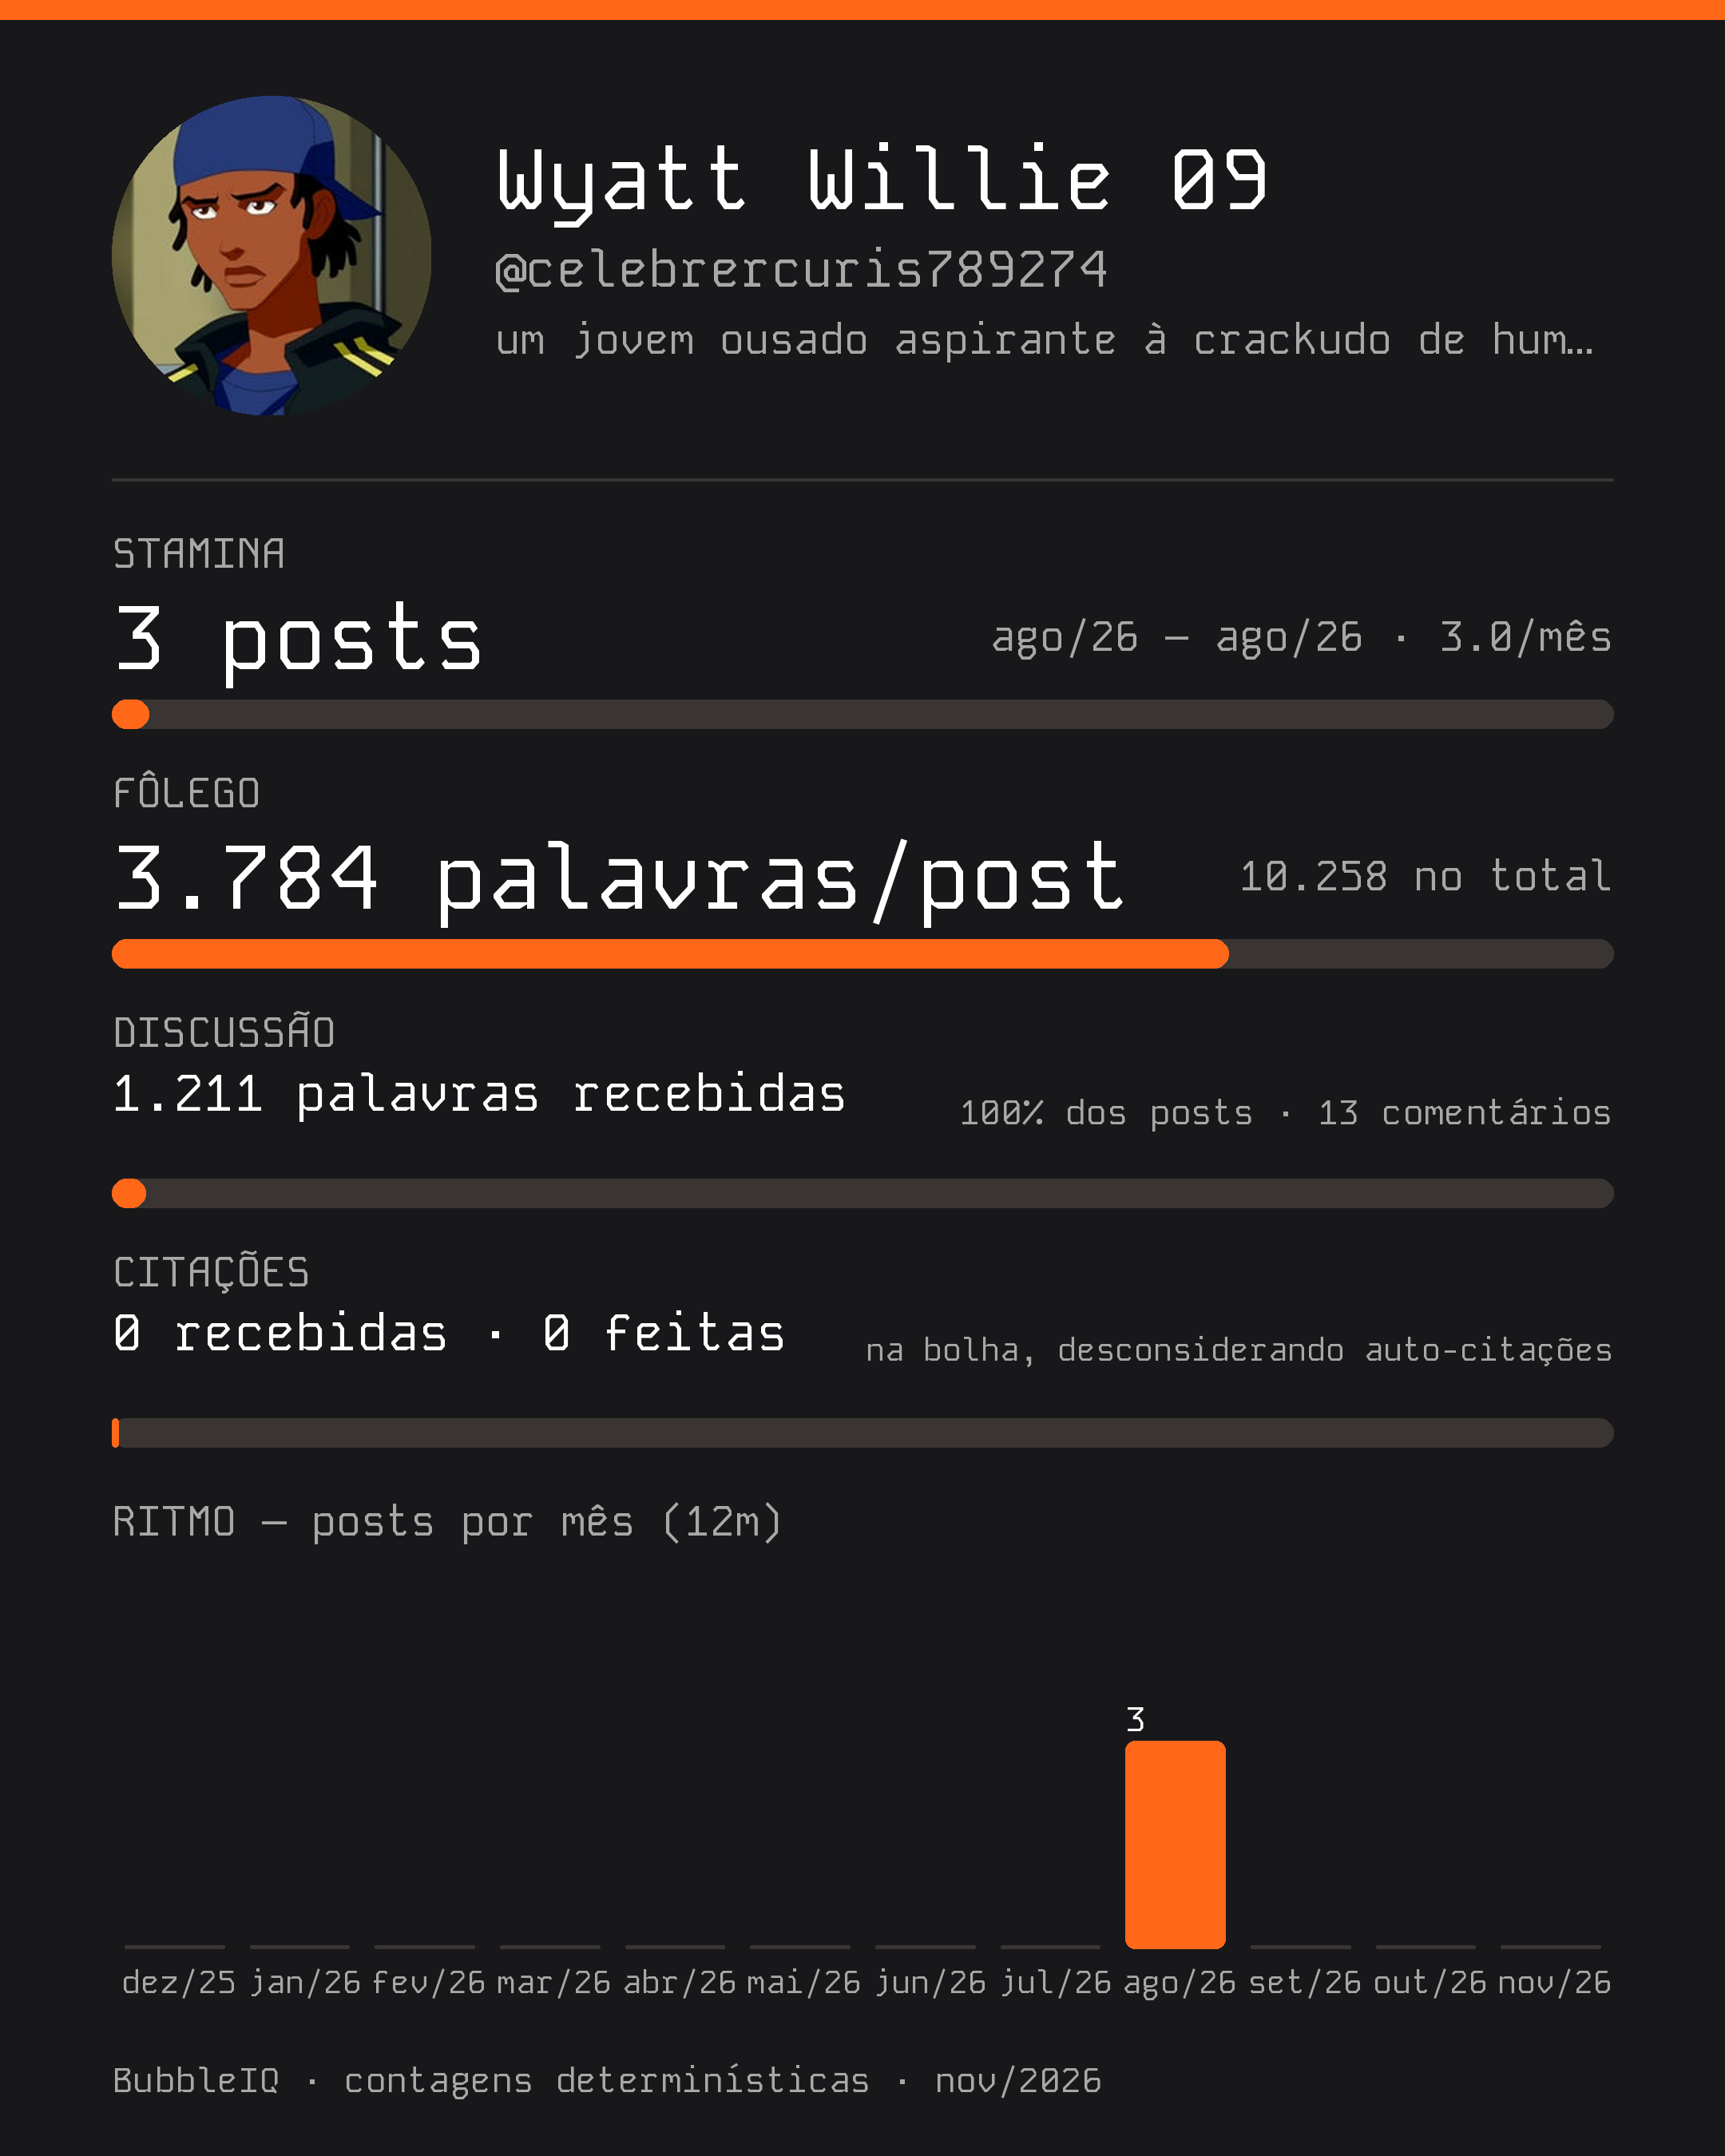 Wyatt Willie 09
@celebrercuris789274
um jovem ousado aspirante à crackudo de hum…
STAMINA
3 posts
ago/26 — ago/26 · 3.0/mês
FÔLEGO
3.784 palavras/post
10.258 no total
DISCUSSÃO
1.211 palavras recebidas
100% dos posts · 13 comentários
CITAÇÕES
0 recebidas · 0 feitas
na bolha, desconsiderando auto-citações
RITMO — posts por mês (12m)
3
dez/25 jan/26 fev/26 mar/26 abr/26 mai/26 jun/26 jul/26 ago/26 set/26 out/26 nov/26
BubbleIQ · contagens determinísticas · nov/2026